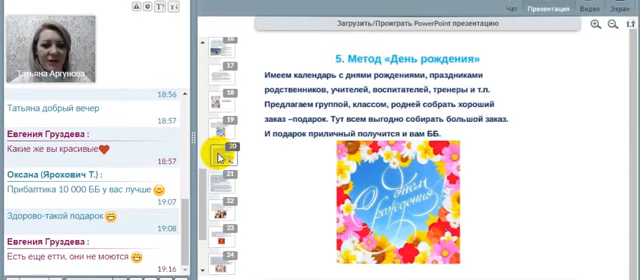 Чат Презентация Видео Экран
Загрузить/Проиграть PowerPoint презентацию
Татьяна Аргунова
18:56
Татьяна добрый вечер
18:57
Евгения Груздева :
Какие же вы красивые
18:57
Оксана (Ярохович Т.) :
Прибалтика 10 000 ББ у вас лучше
19:07
Здорово-такой подарок
19:08
Евгения Груздева :
Есть еще етти, они не моются
19:16
16
17
18
19
20
21
22
23
24
5. Метод «День рождения»
Имеем календарь с днями рождениями, праздниками
родственников, учителей, воспитателей, тренеры и т.п.
Предлагаем группой, классом, родней собрать хороший
заказ –подарок. Тут всем выгодно собирать большой заказ.
И подарок приличный получится и вам ББ.
С днём
Рождения